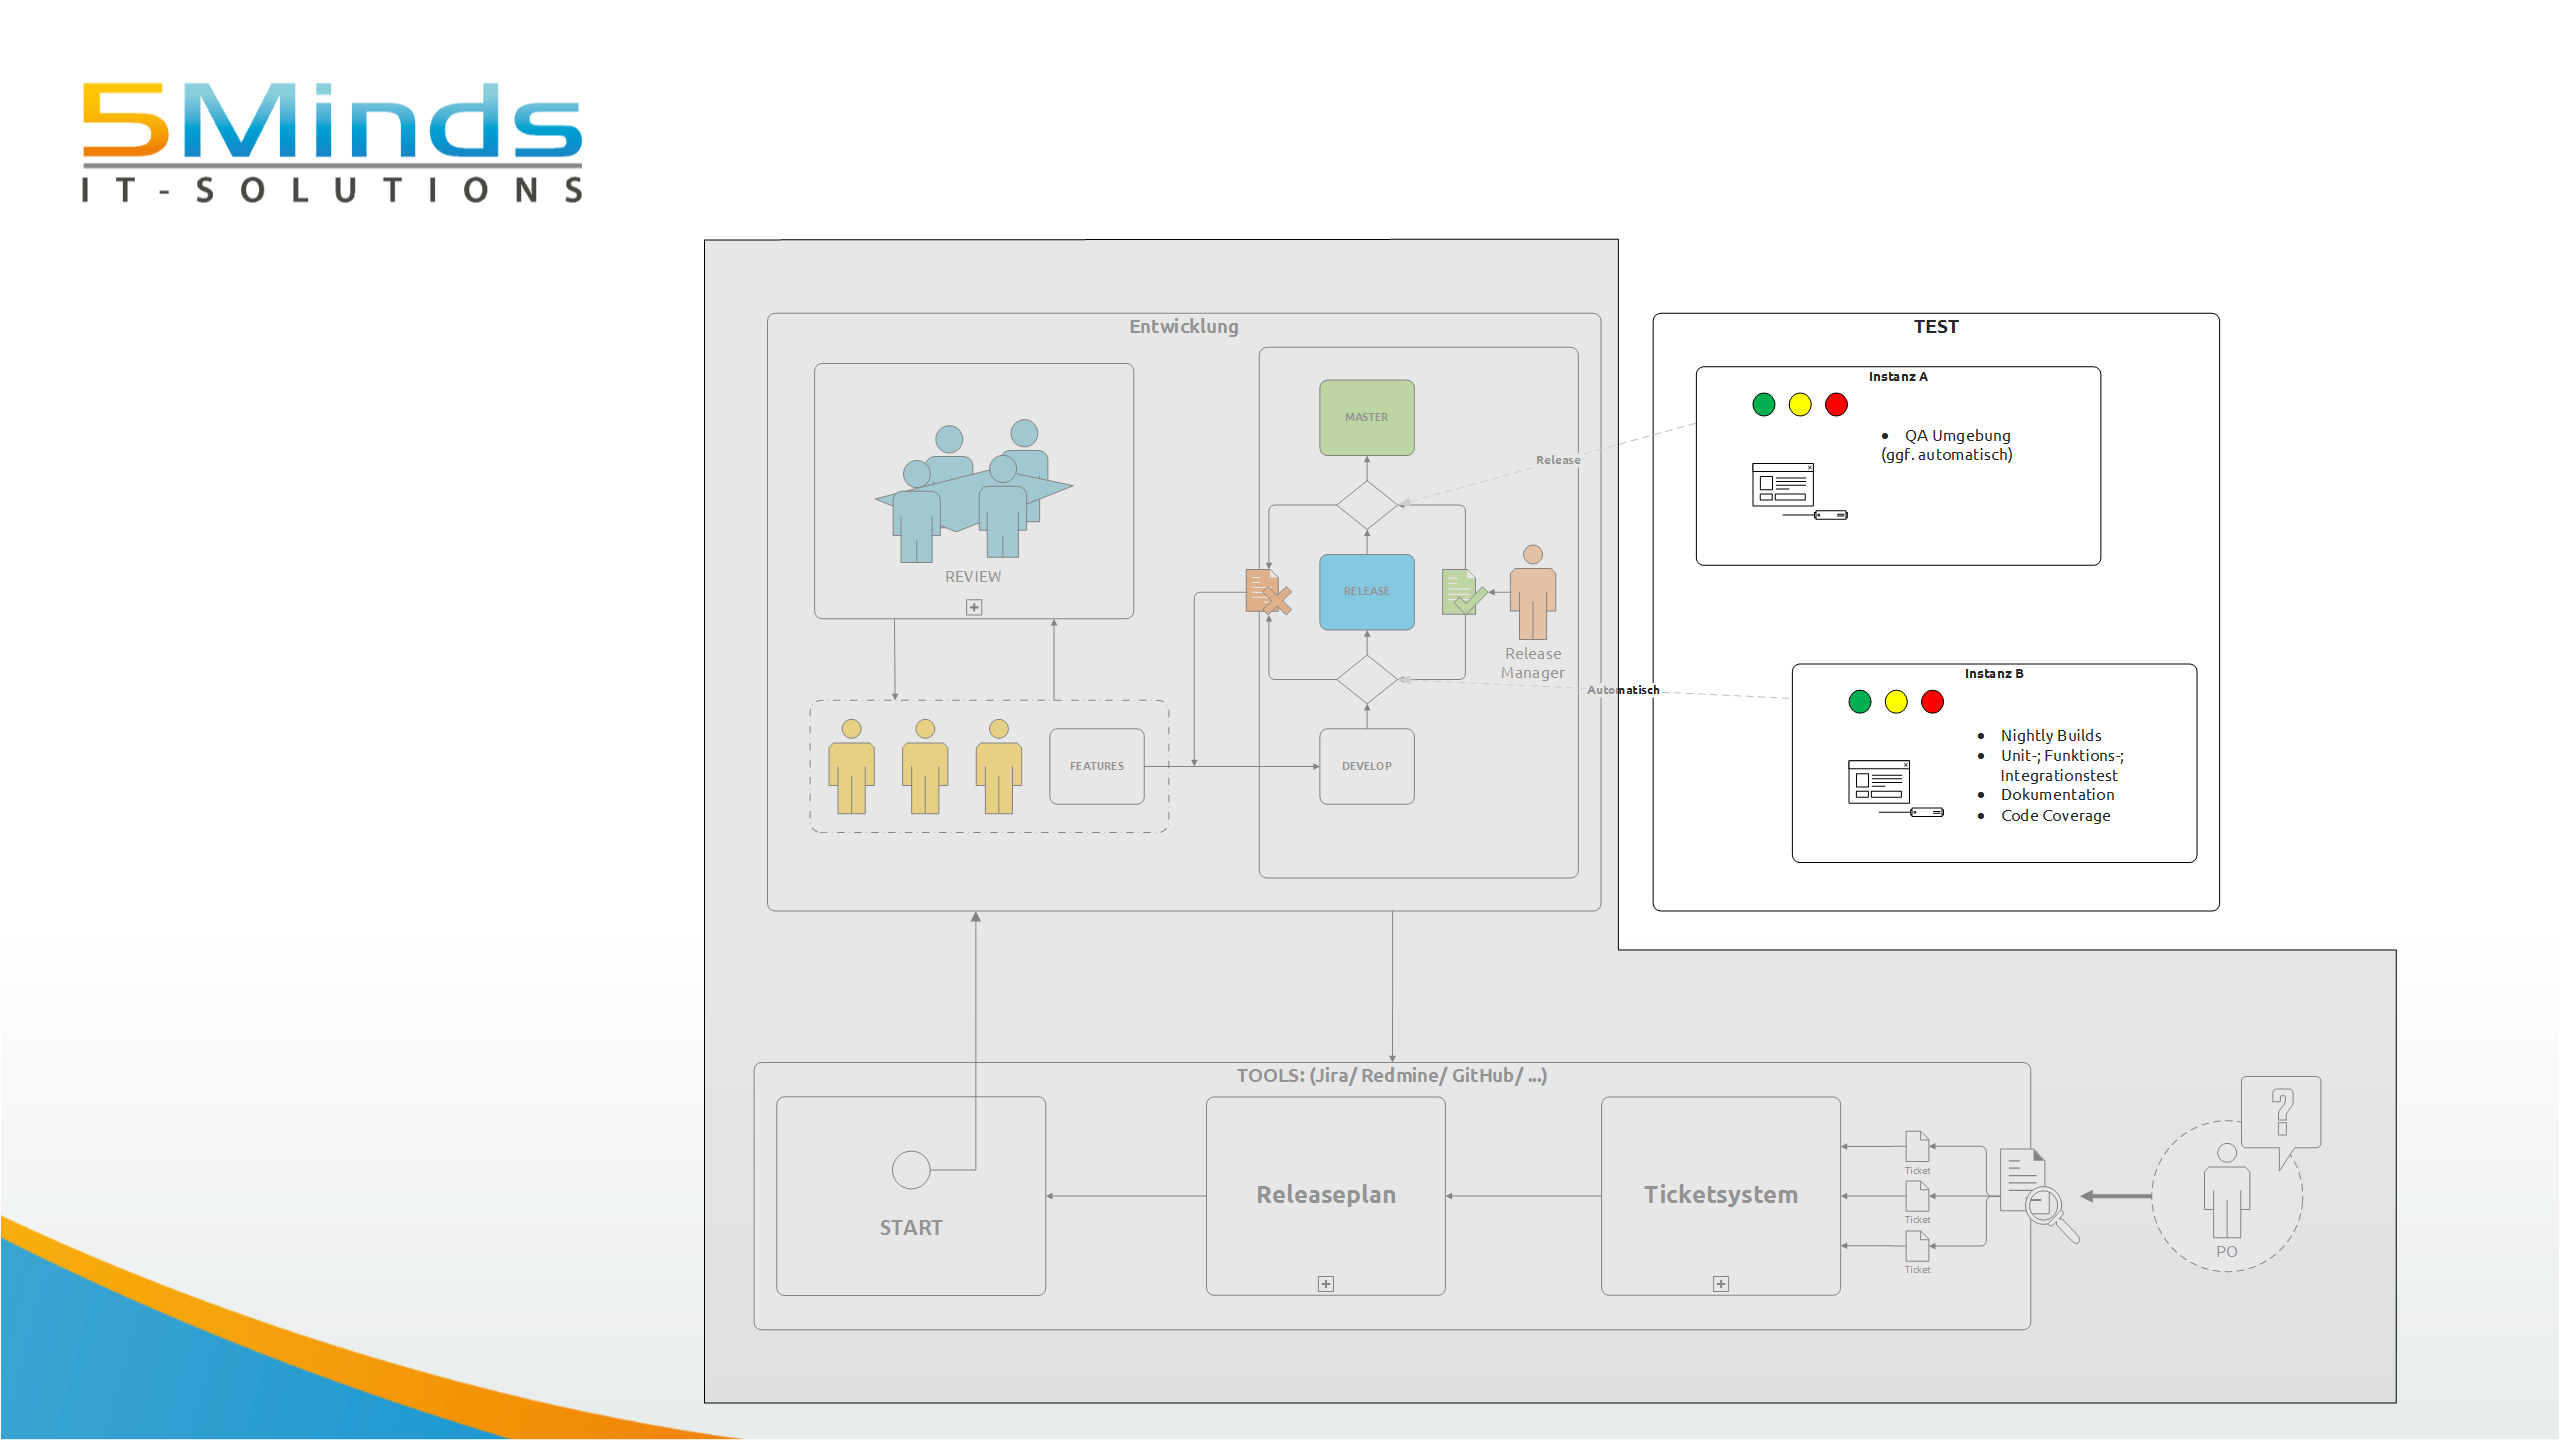 5Minds
IT-SOLUTIONS
Entwicklung
REVIEW
FEATURES
MASTER
RELEASE
DEVELOP
Release
Manager
Release
Automatisch
TEST
Instanz A
• QA Umgebung
(ggf. automatisch)
Instanz B
• Nightly Builds
• Unit-; Funktions-;
Integrationstest
• Dokumentation
• Code Coverage
TOOLS: (Jira/ Redmine/ GitHub/ ...)
START
Releaseplan
Ticketsystem
Ticket
Ticket
Ticket
?
PO